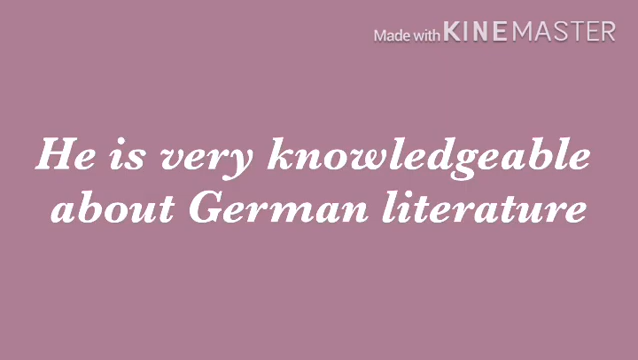 Made with KINEMASTER
He is very knowledgeable
about German literature